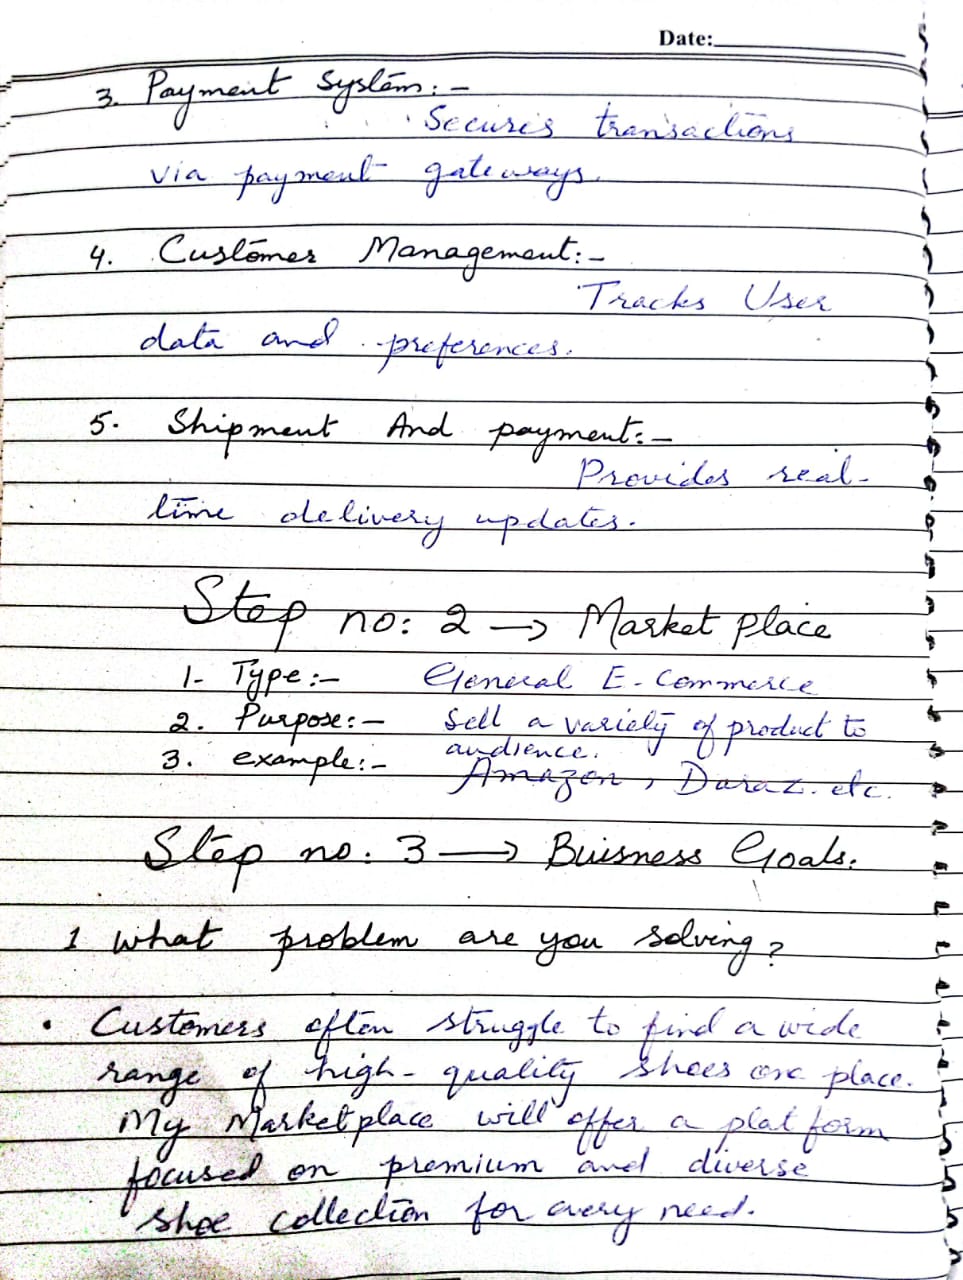 Date:
3. Payment System:-
Secures transactions
via payment gateways.
4. Customer Management:-
Tracks User
data and preferences.
5. Shipment And payment:-
Provides real-
time delivery updates.
Step no: 2 → Market place
1- Type:- General E-Commerce
2. Purpose:- Sell a variety of product to
audience.
3. example:- Amazon, Daraz. etc.
Step no: 3 → Buisness Goals:
1 What problem are you solving?
• Customers often struggle to find a wide
range of high-quality shoes one place.
My Marketplace will offer a platform
focused on premium and diverse
shoe collection for every need.